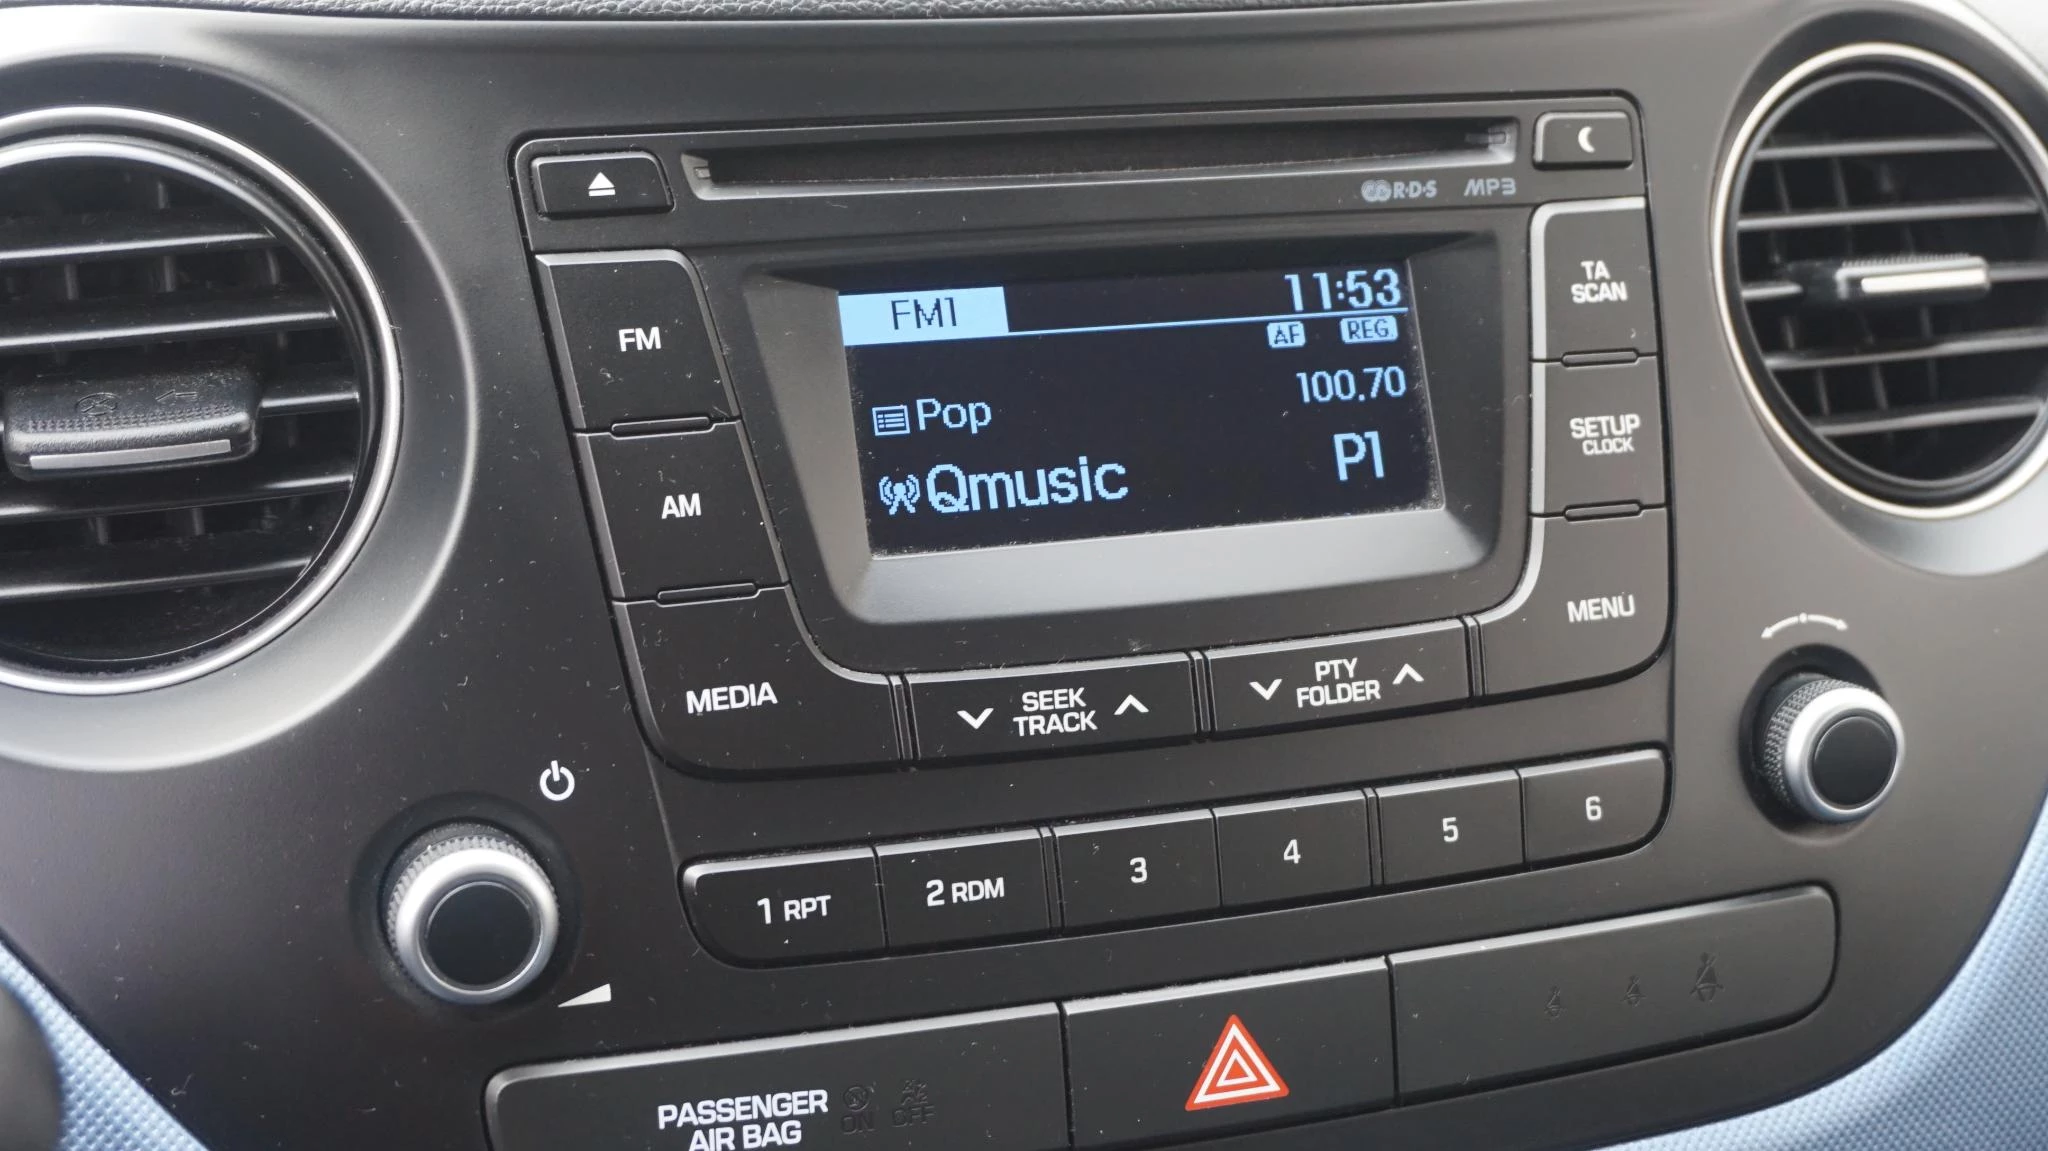 R·D·S MP3
FM1
11:53
AF REG.
Pop
100.70
Qmusic
P1
FM
AM
MEDIA
TA
SCAN
SETUP
CLOCK
MENU
SEEK
TRACK
PTY
FOLDER
1 RPT
2 RDM
3
4
5
6
PASSENGER
AIR BAG
ON
OFF